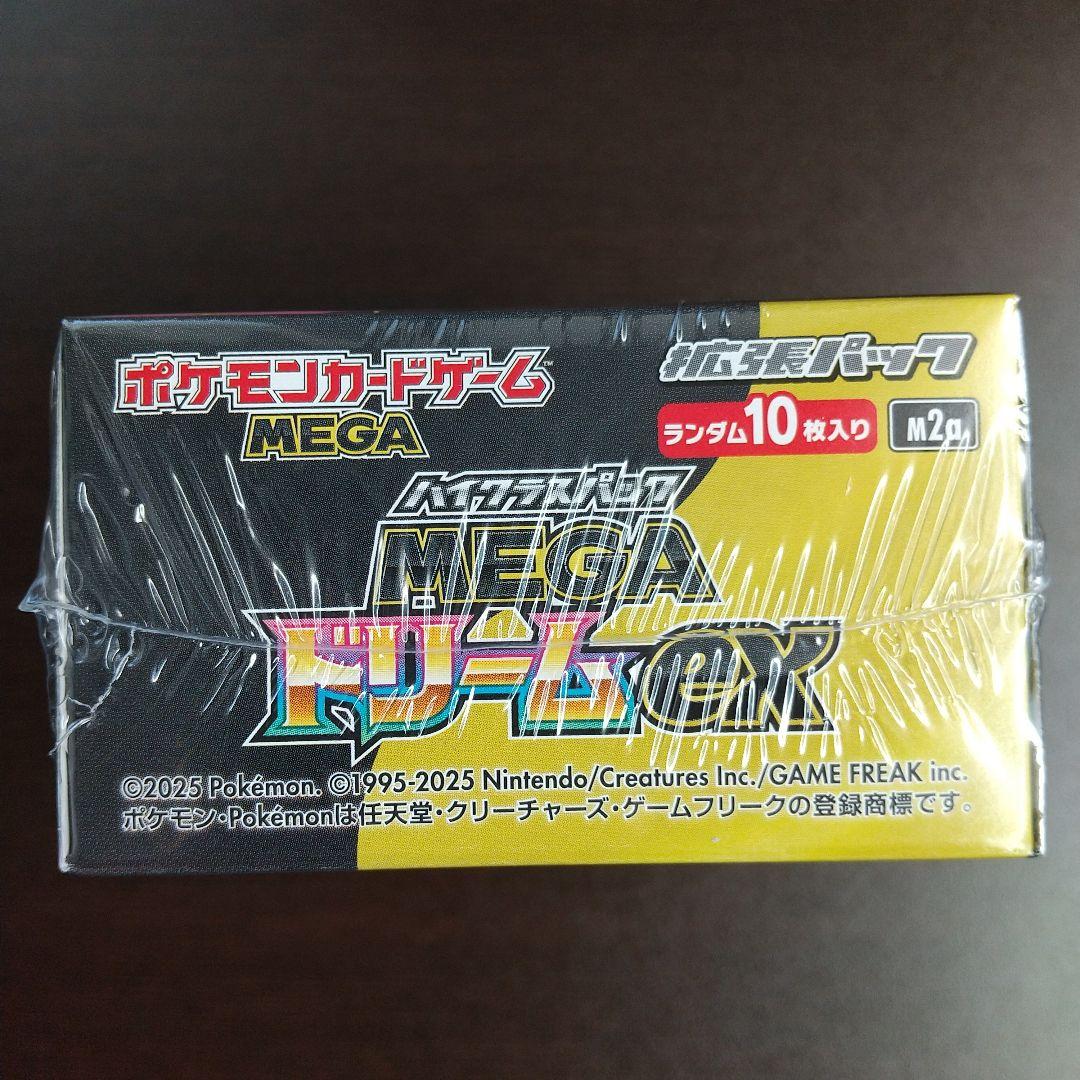 ポケモンカードゲーム™
MEGA
拡張パック
ランダム10枚入り
M2a
ハイクラスパック
MEGA
ドリームex
©2025 Pokémon. ©1995-2025 Nintendo/Creatures Inc./GAME FREAK inc.
ポケモン・Pokémonは任天堂・クリーチャーズ・ゲームフリークの登録商標です。